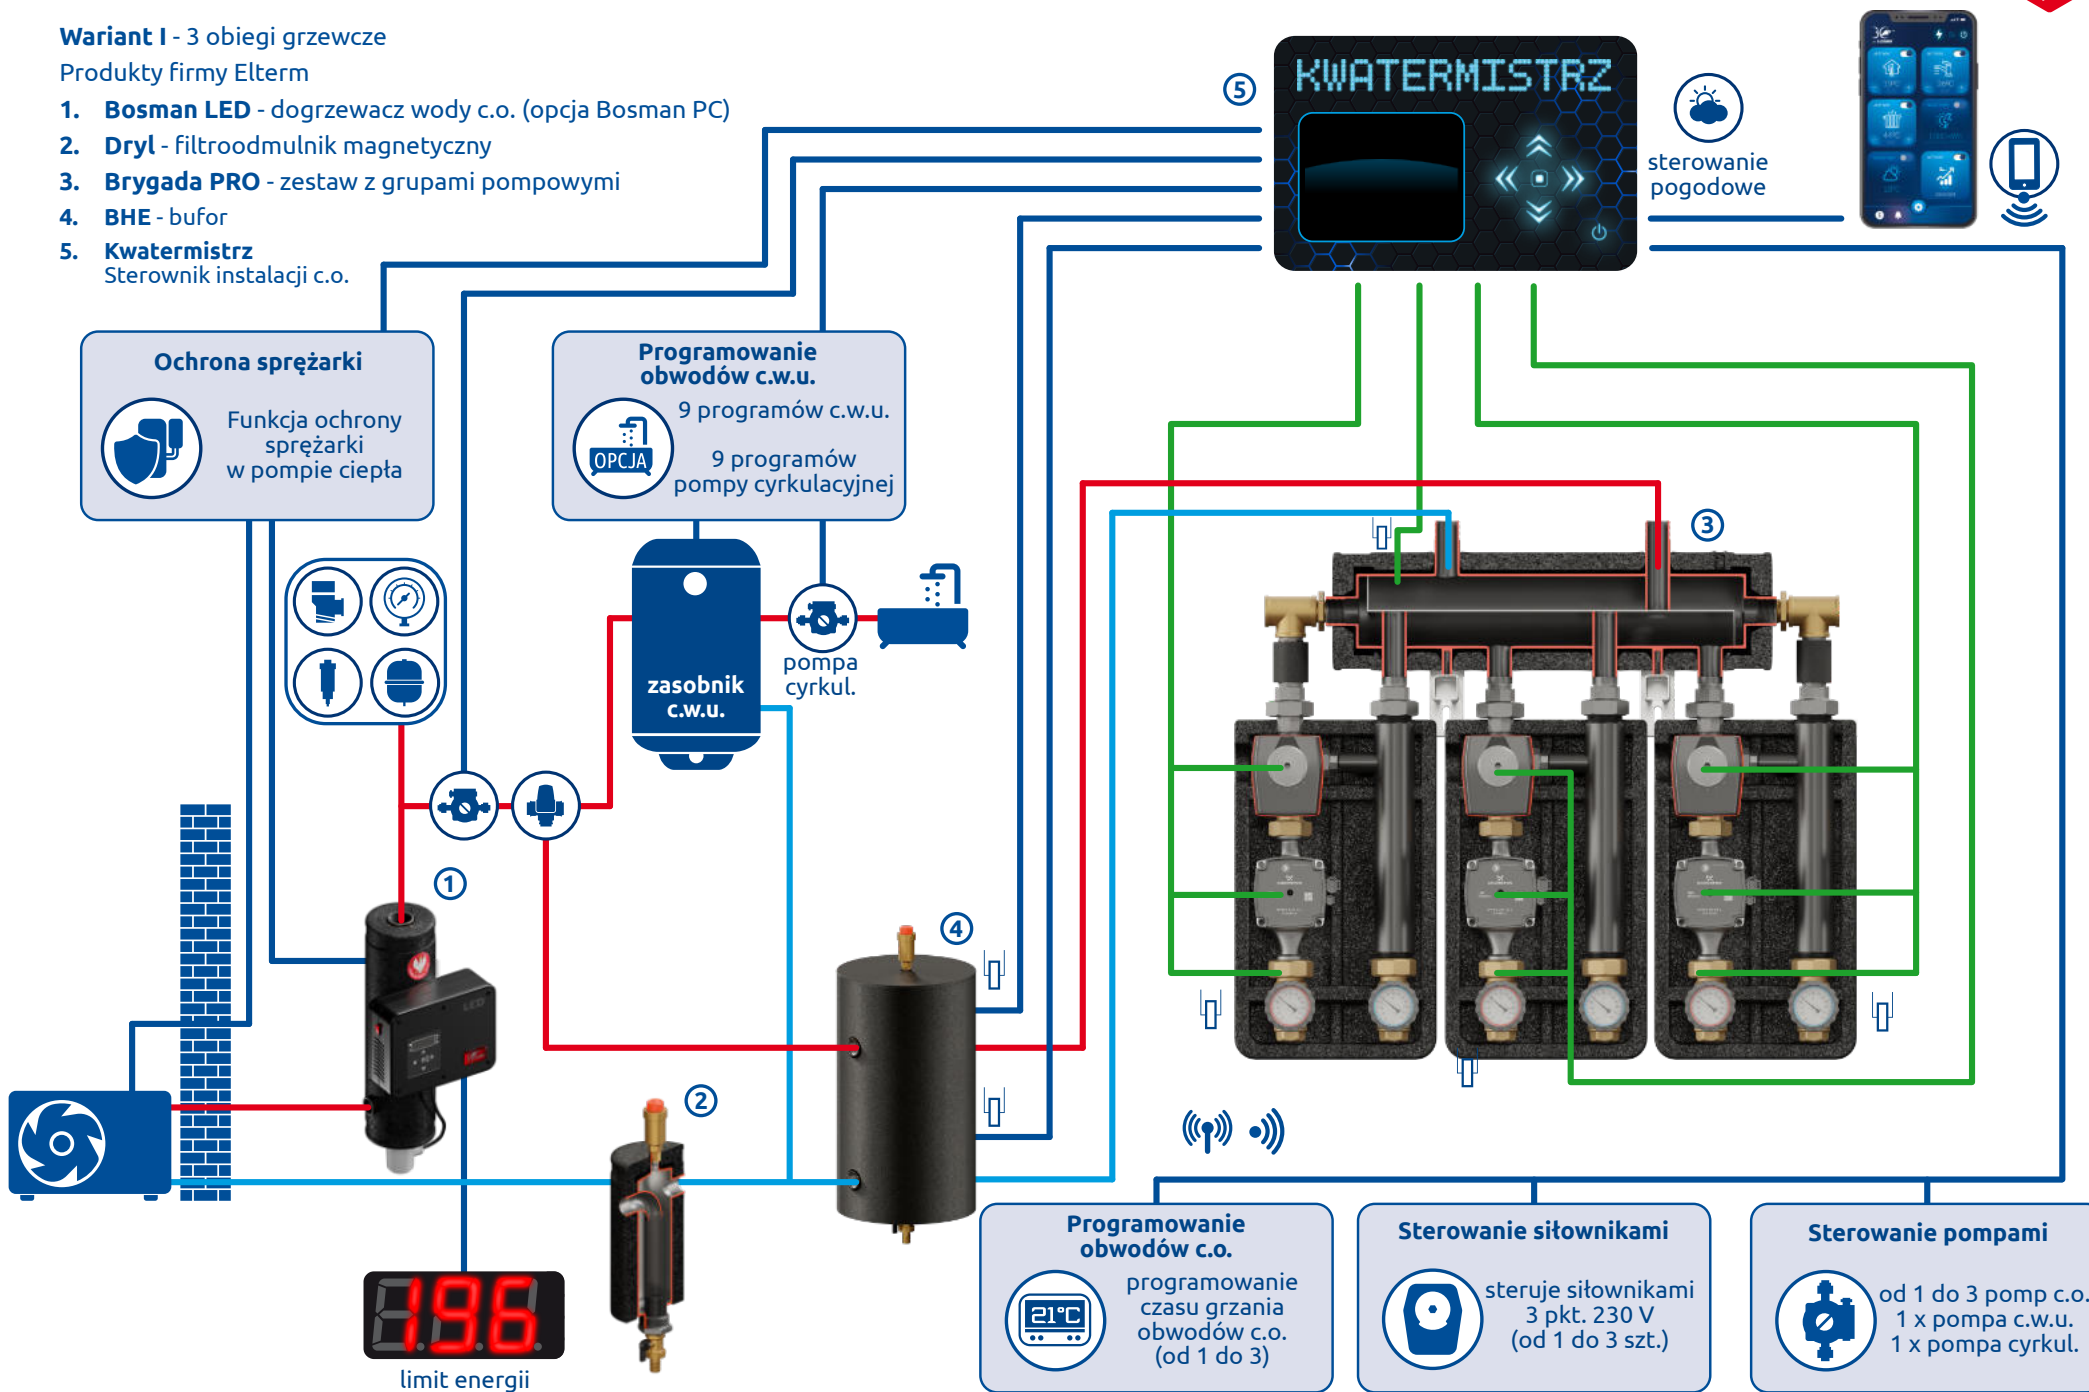 Wariant I - 3 obiegi grzewcze
Produkty firmy Elterm
1. Bosman LED - dogrzewacz wody c.o. (opcja Bosman PC)
2. Dryl - filtroodmulnik magnetyczny
3. Brygada PRO - zestaw z grupami pompowymi
4. BHE - bufor
5. Kwatermistrz
Sterownik instalacji c.o.
5
KWATERMISTRZ
sterowanie
pogodowe
Ochrona sprężarki
Funkcja ochrony
sprężarki
w pompie ciepła
Programowanie
obwodów c.w.u.
9 programów c.w.u.
OPCJA
9 programów
pompy cyrkulacyjnej
3
zasobnik
c.w.u.
pompa
cyrkul.
1
4
LED
2
196
limit energii
Programowanie
obwodów c.o.
21°C
programowanie
czasu grzania
obwodów c.o.
(od 1 do 3)
Sterowanie siłownikami
steruje siłownikami
3 pkt. 230 V
(od 1 do 3 szt.)
Sterowanie pompami
od 1 do 3 pomp c.o.
1 x pompa c.w.u.
1 x pompa cyrkul.